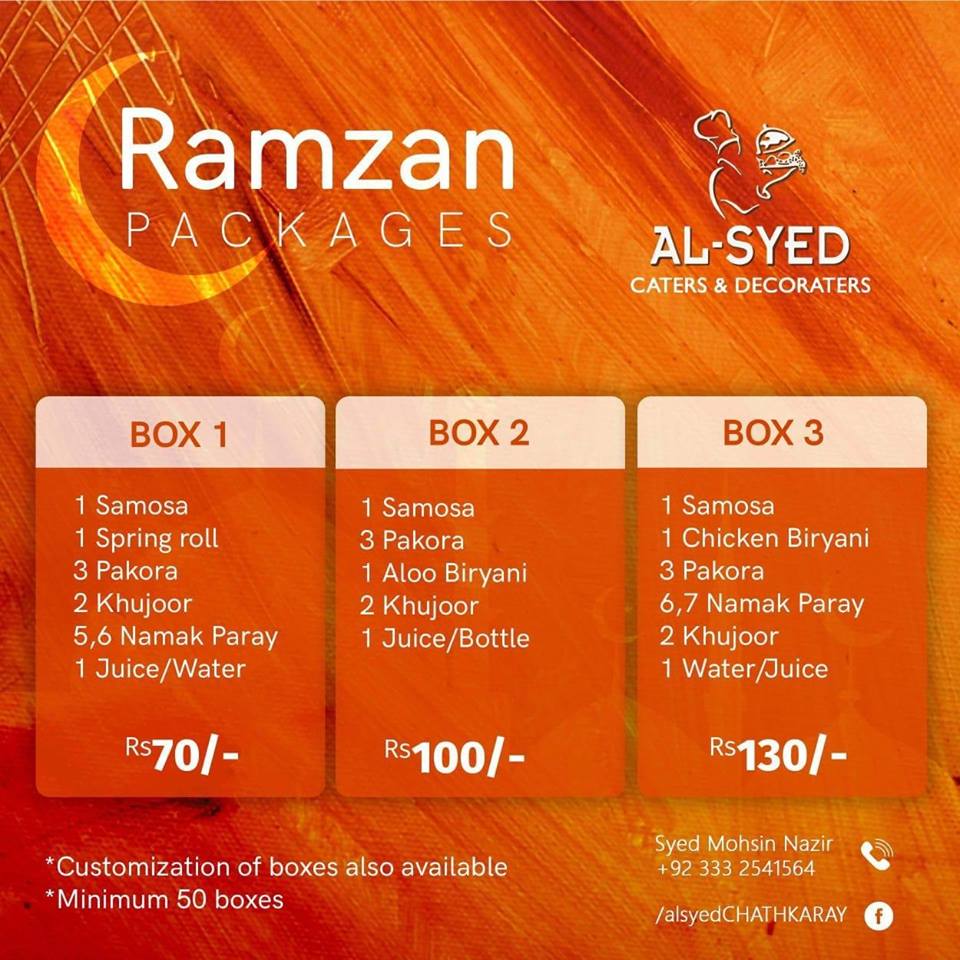 Ramzan
PACKAGES
AL-SYED
CATERS & DECORATERS
BOX 1
1 Samosa
1 Spring roll
3 Pakora
2 Khujoor
5,6 Namak Paray
1 Juice/Water
Rs70/-
BOX 2
1 Samosa
3 Pakora
1 Aloo Biryani
2 Khujoor
1 Juice/Bottle
Rs100/-
BOX 3
1 Samosa
1 Chicken Biryani
3 Pakora
6,7 Namak Paray
2 Khujoor
1 Water/Juice
Rs130/-
*Customization of boxes also available
*Minimum 50 boxes
Syed Mohsin Nazir
+92 333 2541564
/alsyedCHATHKARAY